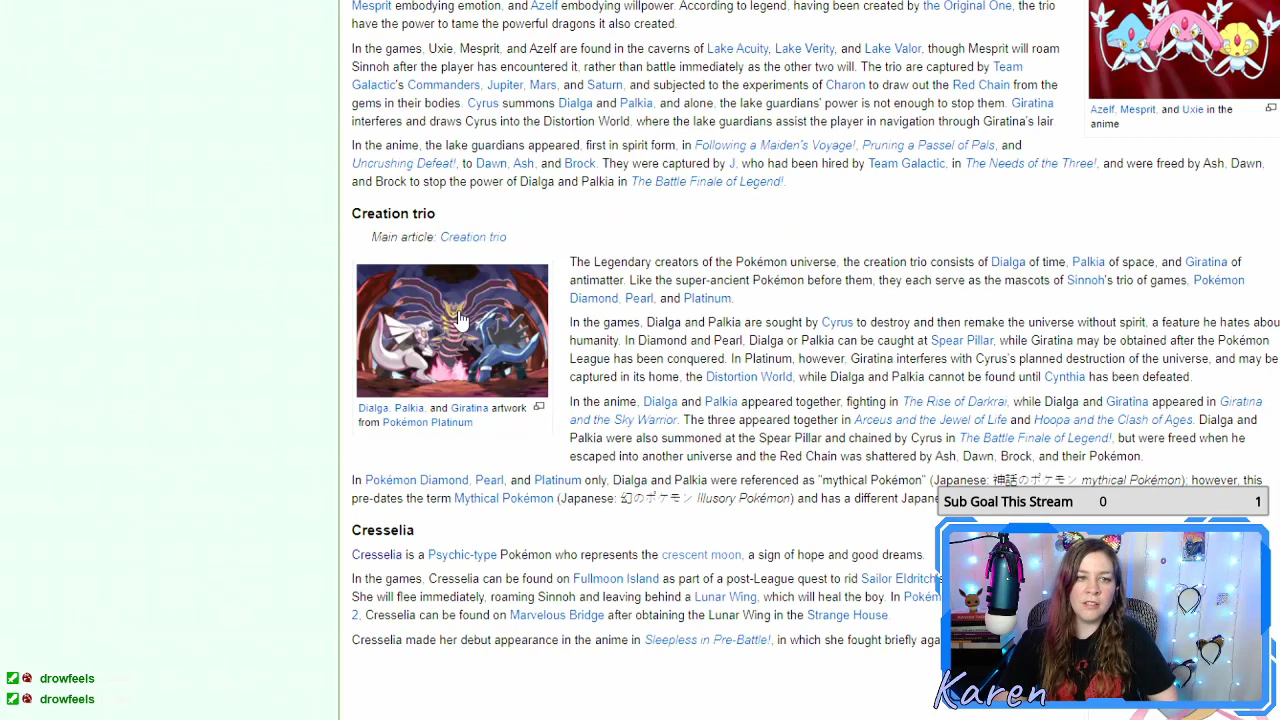 Mesprit embodying emotion, and Azelf embodying willpower. According to legend, having been created by the Original One, the trio
have the power to tame the powerful dragons it also created.
In the games, Uxie, Mesprit, and Azelf are found in the caverns of Lake Acuity, Lake Verity, and Lake Valor, though Mesprit will roam
Sinnoh after the player has encountered it, rather than battle immediately as the other two will. The trio are captured by Team
Galactic's Commanders, Jupiter, Mars, and Saturn, and subjected to the experiments of Charon to draw out the Red Chain from the
gems in their bodies. Cyrus summons Dialga and Palkia, and alone, the lake guardians' power is not enough to stop them. Giratina
interferes and draws Cyrus into the Distortion World, where the lake guardians assist the player in navigation through Giratina's lair
Azelf, Mesprit, and Uxie in the
anime
In the anime, the lake guardians appeared, first in spirit form, in Following a Maiden's Voyage!, Pruning a Passel of Pals, and
Uncrushing Defeat!, to Dawn, Ash, and Brock. They were captured by J, who had been hired by Team Galactic, in The Needs of the Three!, and were freed by Ash, Dawn,
and Brock to stop the power of Dialga and Palkia in The Battle Finale of Legend!.
Creation trio
Main article: Creation trio
The Legendary creators of the Pokémon universe, the creation trio consists of Dialga of time, Palkia of space, and Giratina of
antimatter. Like the super-ancient Pokémon before them, they each serve as the mascots of Sinnoh's trio of games, Pokémon
Diamond, Pearl, and Platinum.
In the games, Dialga and Palkia are sought by Cyrus to destroy and then remake the universe without spirit, a feature he hates abou
humanity. In Diamond and Pearl, Dialga or Palkia can be caught at Spear Pillar, while Giratina may be obtained after the Pokémon
League has been conquered. In Platinum, however, Giratina interferes with Cyrus's planned destruction of the universe, and may be
captured in its home, the Distortion World, while Dialga and Palkia cannot be found until Cynthia has been defeated.
In the anime, Dialga and Palkia appeared together, fighting in The Rise of Darkrai, while Dialga and Giratina appeared in Giratina
and the Sky Warrior. The three appeared together in Arceus and the Jewel of Life and Hoopa and the Clash of Ages. Dialga and
Palkia were also summoned at the Spear Pillar and chained by Cyrus in The Battle Finale of Legend!, but were freed when he
escaped into another universe and the Red Chain was shattered by Ash, Dawn, Brock, and their Pokémon.
Dialga, Palkia, and Giratina artwork
from Pokémon Platinum
In Pokémon Diamond, Pearl, and Platinum only, Dialga and Palkia were referenced as "mythical Pokémon" (Japanese: 神話のポケモン mythical Pokémon); however, this
pre-dates the term Mythical Pokémon (Japanese: 幻のポケモン Illusory Pokémon) and has a different Japane
Cresselia
Cresselia is a Psychic-type Pokémon who represents the crescent moon, a sign of hope and good dreams.
In the games, Cresselia can be found on Fullmoon Island as part of a post-League quest to rid Sailor Eldritch
She will flee immediately, roaming Sinnoh and leaving behind a Lunar Wing, which will heal the boy. In Pokém
2, Cresselia can be found on Marvelous Bridge after obtaining the Lunar Wing in the Strange House.
Cresselia made her debut appearance in the anime in Sleepless in Pre-Battle!, in which she fought briefly aga
Sub Goal This Stream 0 1
Karen
drowfeels
drowfeels